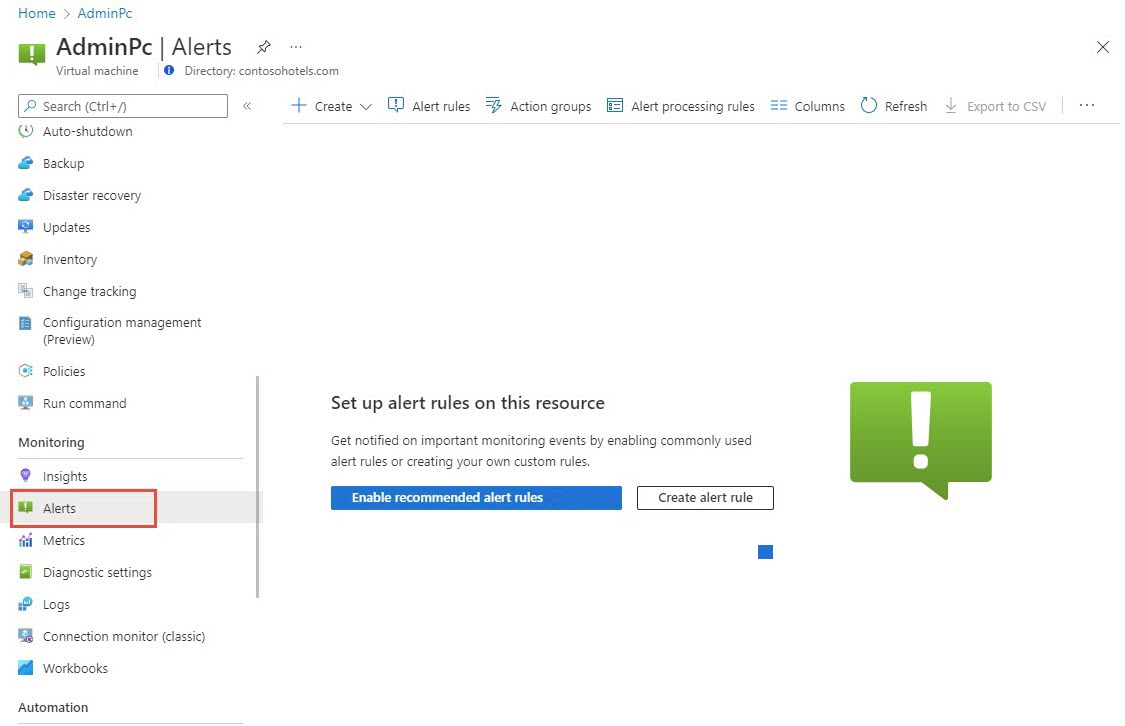 Home > AdminPc
AdminPc | Alerts ...
Virtual machine
Directory: contosohotels.com
Search (Ctrl+/)
«
Auto-shutdown
Backup
Disaster recovery
Updates
Inventory
Change tracking
Configuration management
(Preview)
Policies
Run command
Monitoring
Insights
Alerts
Metrics
Diagnostic settings
Logs
Connection monitor (classic)
Workbooks
Automation
Create Alert rules Action groups Alert processing rules Columns Refresh Export to CSV ...
Set up alert rules on this resource
Get notified on important monitoring events by enabling commonly used
alert rules or creating your own custom rules.
Enable recommended alert rules Create alert rule